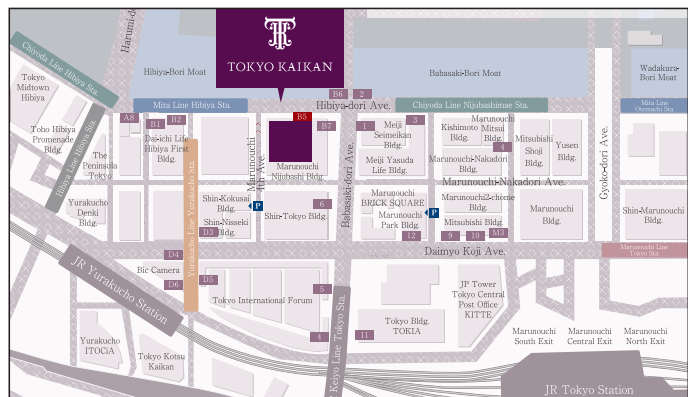 TOKYO KAIKAN
Harumi-do
Chiyoda Line Hibiya Sta.
Tokyo
Midtown
Hibiya
Hibiya-Bori Moat
Babasaki-Bori Moat
Wadakura-
Bori Moat
B6
2
Mita Line Hibiya Sta.
Hibiya-dori Ave.
Chiyoda Line Nijubashimae Sta.
Mita Line
Otemachi Sta.
Toho Hibiya
Promenade
Bldg.
Hibiya Line Hibiya Sta.
A8
B1
B2
Dai-ichi Life
Hibiya First
Bldg.
B5
B7
1
Meiji
Seimeikan
Bldg.
3
Kishimoto
Bldg.
Marunouchi
Mitsui
Bldg.
4
Mitsubishi
Shoji
Bldg.
Yusen
Bldg.
The
Peninsula
Tokyo
Marunouchi
4th Ave.
Marunouchi
Nijubashi Bldg.
Meiji Yasuda
Life Bldg.
Marunouchi-Nakadori
Bldg.
Marunouchi-Nakadori Ave.
Babasaki-dori Ave.
Gyoko-dori Ave.
Yurakucho
Denki Bldg.
Yurakucho Line Yurakucho Sta.
Shin-Kokusai
Bldg.
P
Shin-Nisseki
Bldg.
D3
Shin-Tokyo Bldg.
6
Marunouchi
BRICK SQUARE
Marunouchi
Park Bldg.
12
P
Marunouchi2-chome
Bldg.
Mitsubishi Bldg.
9
10
M3
Marunouchi
Bldg.
Shin-Marunouchi
Bldg.
Daimyo Koji Ave.
Marunouchi Line
Tokyo Sta.
JR Yurakucho Station
D4
Bic Camera
D6
D5
Tokyo International Forum
5
4
Keiyo Line Tokyo Sta.
11
Tokyo Bldg.
TOKIA
JP Tower
Tokyo Central
Post Office
KITTE
Marunouchi
South Exit
Marunouchi
Central Exit
Marunouchi
North Exit
Yurakucho
ITOCiA
Tokyo Kotsu
Kaikan
JR Tokyo Station